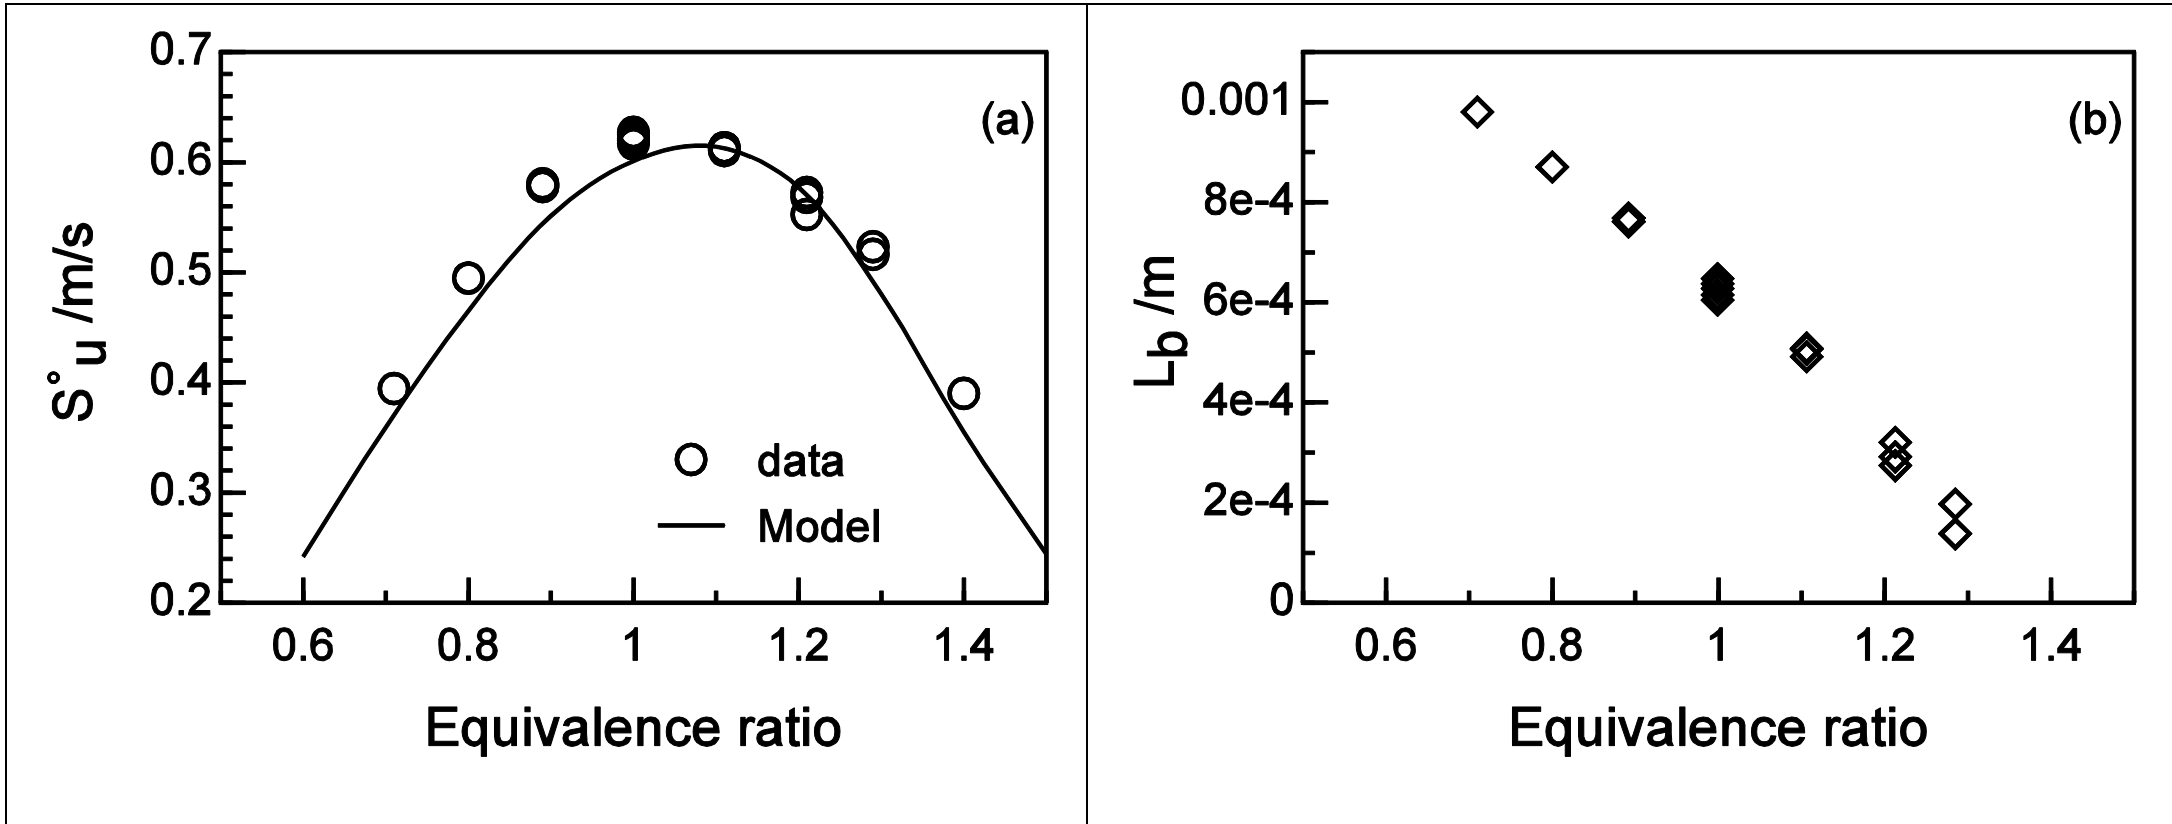 0.7
0.6
0.5
0.4
0.3
0.2
S°u /m/s
(a)
data
Model
0.6 0.8 1 1.2 1.4
Equivalence ratio
0.001
8e-4
6e-4
4e-4
2e-4
0
Lb /m
(b)
0.6 0.8 1 1.2 1.4
Equivalence ratio